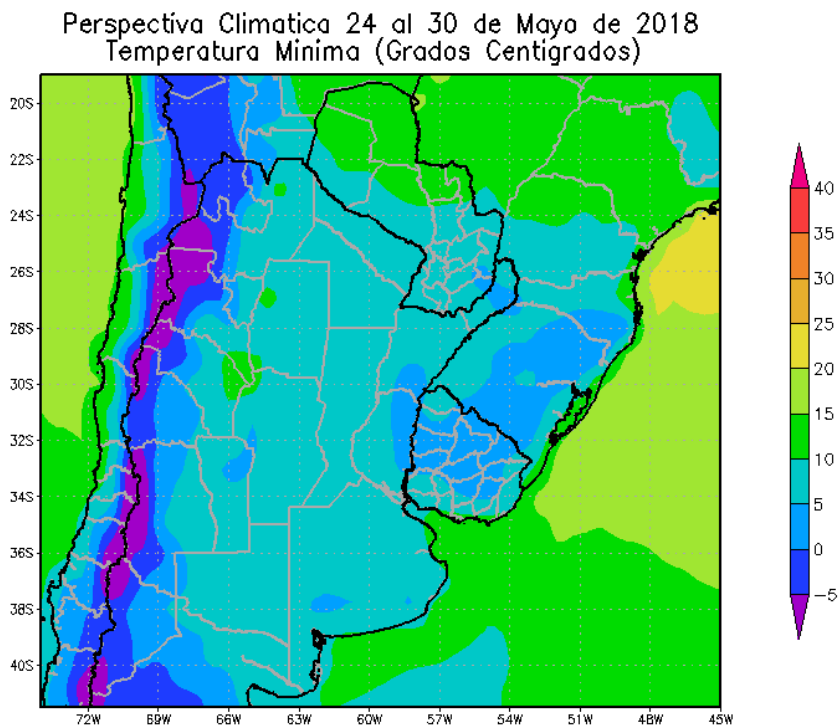 Perspectiva Climatica 24 al 30 de Mayo de 2018
Temperatura Minima (Grados Centigrados)
20S
22S
24S
26S
28S
30S
32S
34S
36S
38S
40S
72W 69W 66W 63W 60W 57W 54W 51W 48W 45W
40
35
30
25
20
15
10
5
0
-5